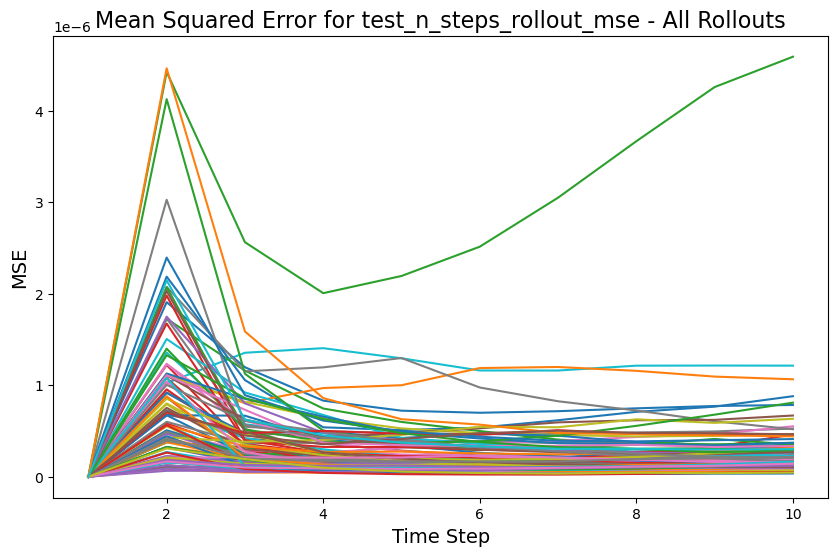 Mean Squared Error for test_n_steps_rollout_mse - All Rollouts
1e−6
4
3
2
1
0
MSE
2
4
6
8
10
Time Step